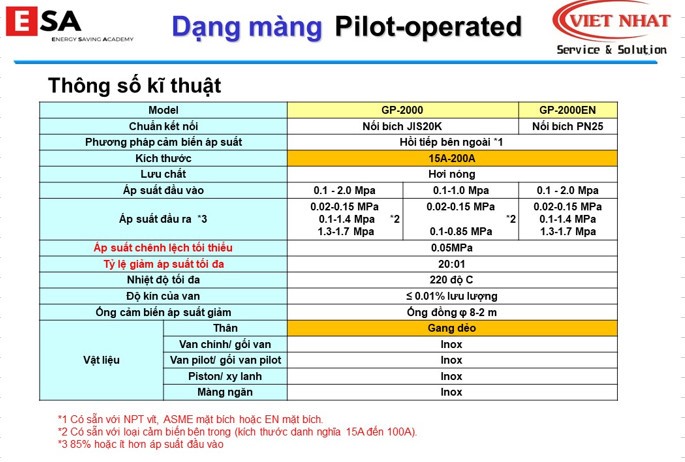 ESA
ENERGY SAVING ACADEMY
Dạng màng Pilot-operated
VIET NHAT
Service & Solution
Thông số kĩ thuật
Model GP-2000 GP-2000EN
Chuẩn kết nối Nối bích JIS20K Nối bích PN25
Phương pháp cảm biến áp suất Hồi tiếp bên ngoài *1
Kích thước 15A-200A
Lưu chất Hơi nóng
Áp suất đầu vào 0.1 - 2.0 Mpa 0.1-1.0 Mpa 0.1 - 2.0 Mpa
Áp suất đầu ra *3
0.02-0.15 MPa 0.02-0.15 MPa 0.02-0.15 MPa
0.1-1.4 Mpa *2 *2 0.1-1.4 Mpa
1.3-1.7 Mpa 0.1-0.85 MPa 1.3-1.7 Mpa
Áp suất chênh lệch tối thiểu 0.05MPa
Tỷ lệ giảm áp suất tối đa 20:01
Nhiệt độ tối đa 220 độ C
Độ kín của van ≤ 0.01% lưu lượng
Ống cảm biến áp suất giảm Ống đồng φ 8-2 m
Vật liệu
Thân Gang dẻo
Van chính/ gối van Inox
Van pilot/ gối van pilot Inox
Piston/ xy lanh Inox
Màng ngăn Inox
*1 Có sẵn với NPT vít, ASME mặt bích hoặc EN mặt bích.
*2 Có sẵn với loại cảm biến bên trong (kích thước danh nghĩa 15A đến 100A).
*3 85% hoặc ít hơn áp suất đầu vào